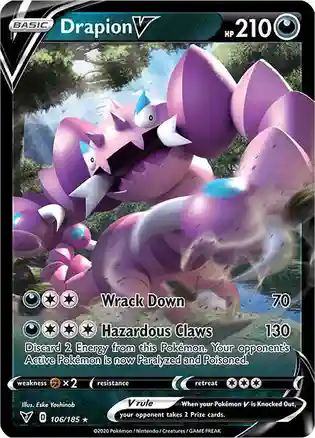 BASIC
Drapion V
HP 210
Wrack Down 70
Hazardous Claws 130
Discard 2 Energy from this Pokémon. Your opponent's
Active Pokémon is now Paralyzed and Poisoned.
weakness ×2 resistance retreat
Illus. Eske Yoshinob
V rule When your Pokémon V is Knocked Out,
your opponent takes 2 Prize cards.
D 106/185 ★
©2020 Pokémon / Nintendo / Creatures / GAME FREAK